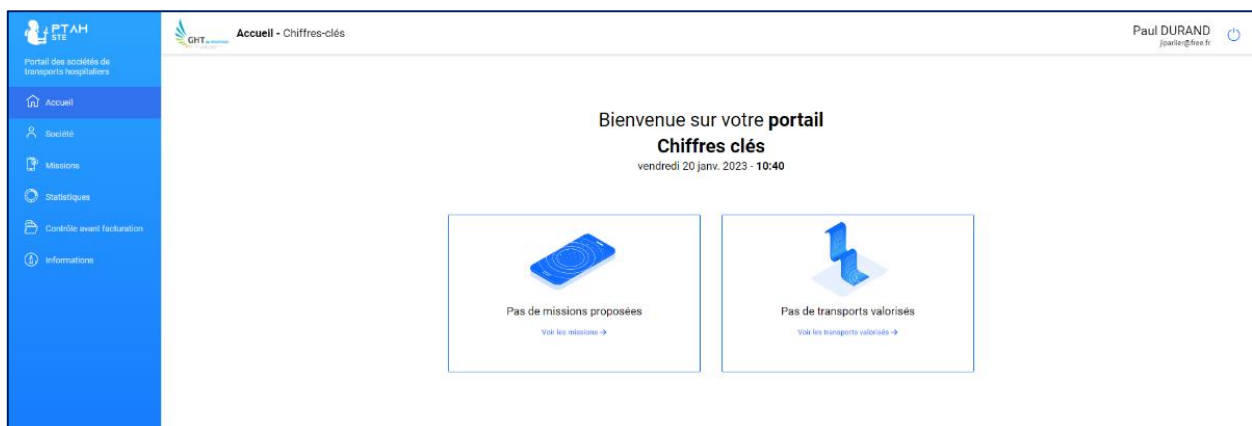 PTAH
STE
Portail des sociétés de
transports hospitaliers
Accueil
Société
Missions
Statistiques
Contrôle avant facturation
Informations
GHT
Accueil - Chiffres-clés
Paul DURAND
jparlier@free.fr
Bienvenue sur votre portail
Chiffres clés
vendredi 20 janv. 2023 - 10:40
Pas de missions proposées
Voir les missions →
Pas de transports valorisés
Voir les transports valorisés →